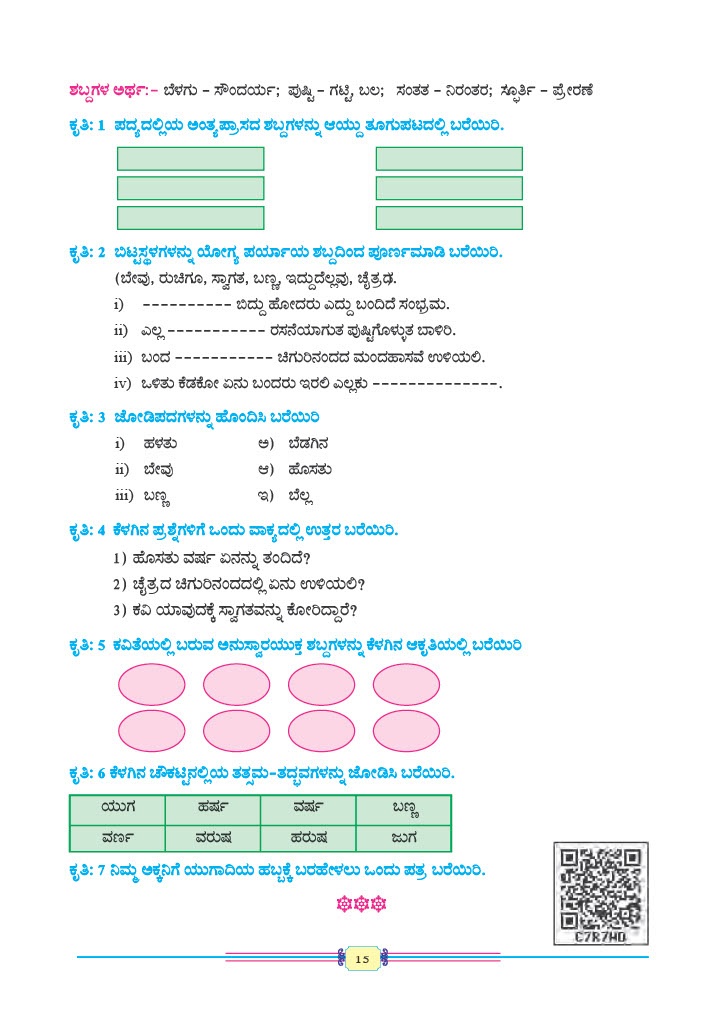 ಶಬ್ದಗಳ ಅರ್ಥ:- ಬೆಳಗು - ಸೌಂದರ್ಯ; ಪುಷ್ಟಿ - ಗಟ್ಟಿ, ಬಲ; ಸಂತತ - ನಿರಂತರ; ಸ್ಫೂರ್ತಿ - ಪ್ರೇರಣೆ
ಕೃತಿ: 1 ಪದ್ಯದಲ್ಲಿಯ ಅಂತ್ಯಪ್ರಾಸದ ಶಬ್ದಗಳನ್ನು ಆಯ್ದು ತೂಗುಪಟದಲ್ಲಿ ಬರೆಯಿರಿ.
ಕೃತಿ: 2 ಬಿಟ್ಟಸ್ಥಳಗಳನ್ನು ಯೋಗ್ಯ ಪರ್ಯಾಯ ಶಬ್ದದಿಂದ ಪೂರ್ಣಮಾಡಿ ಬರೆಯಿರಿ.
(ಬೇವು, ರುಚಿಗೂ, ಸ್ವಾಗತ, ಬಣ್ಣ, ಇದ್ದುದೆಲ್ಲವು, ಚೈತ್ರಢ.
i) ---------- ಬಿದ್ದು ಹೋದರು ಎದ್ದು ಬಂದಿದೆ ಸಂಭ್ರಮ.
ii) ಎಲ್ಲ ----------- ರಸನೆಯಾಗುತ ಪುಷ್ಟಿಗೊಳ್ಳುತ ಬಾಳಿರಿ.
iii) ಬಂದ ----------- ಚಿಗುರಿನಂದದ ಮಂದಹಾಸವೆ ಉಳಿಯಲಿ.
iv) ಒಳಿತು ಕೆಡಕೋ ಏನು ಬಂದರು ಇರಲಿ ಎಲ್ಲಕು --------------.
ಕೃತಿ: 3 ಜೋಡಿಪದಗಳನ್ನು ಹೊಂದಿಸಿ ಬರೆಯಿರಿ
i) ಹಳತು ಅ) ಬೆಡಗಿನ
ii) ಬೇವು ಆ) ಹೊಸತು
iii) ಬಣ್ಣ ಇ) ಬೆಲ್ಲ
ಕೃತಿ: 4 ಕೆಳಗಿನ ಪ್ರಶ್ನೆಗಳಿಗೆ ಒಂದು ವಾಕ್ಯದಲ್ಲಿ ಉತ್ತರ ಬರೆಯಿರಿ.
1) ಹೊಸತು ವರ್ಷ ಏನನ್ನು ತಂದಿದೆ?
2) ಚೈತ್ರದ ಚಿಗುರಿನಂದದಲ್ಲಿ ಏನು ಉಳಿಯಲಿ?
3) ಕವಿ ಯಾವುದಕ್ಕೆ ಸ್ವಾಗತವನ್ನು ಕೋರಿದ್ದಾರೆ?
ಕೃತಿ: 5 ಕವಿತೆಯಲ್ಲಿ ಬರುವ ಅನುಸ್ವಾರಯುಕ್ತ ಶಬ್ದಗಳನ್ನು ಕೆಳಗಿನ ಆಕೃತಿಯಲ್ಲಿ ಬರೆಯಿರಿ
ಕೃತಿ: 6 ಕೆಳಗಿನ ಚೌಕಟ್ಟಿನಲ್ಲಿಯ ತತ್ಸಮ-ತದ್ಭವಗಳನ್ನು ಜೋಡಿಸಿ ಬರೆಯಿರಿ.
ಯುಗ ಹರ್ಷ ವರ್ಷ ಬಣ್ಣ
ವರ್ಣ ವರುಷ ಹರುಷ ಜುಗ
ಕೃತಿ: 7 ನಿಮ್ಮ ಅಕ್ಕನಿಗೆ ಯುಗಾದಿಯ ಹಬ್ಬಕ್ಕೆ ಬರಹೇಳಲು ಒಂದು ಪತ್ರ ಬರೆಯಿರಿ.
C7R7WD
15